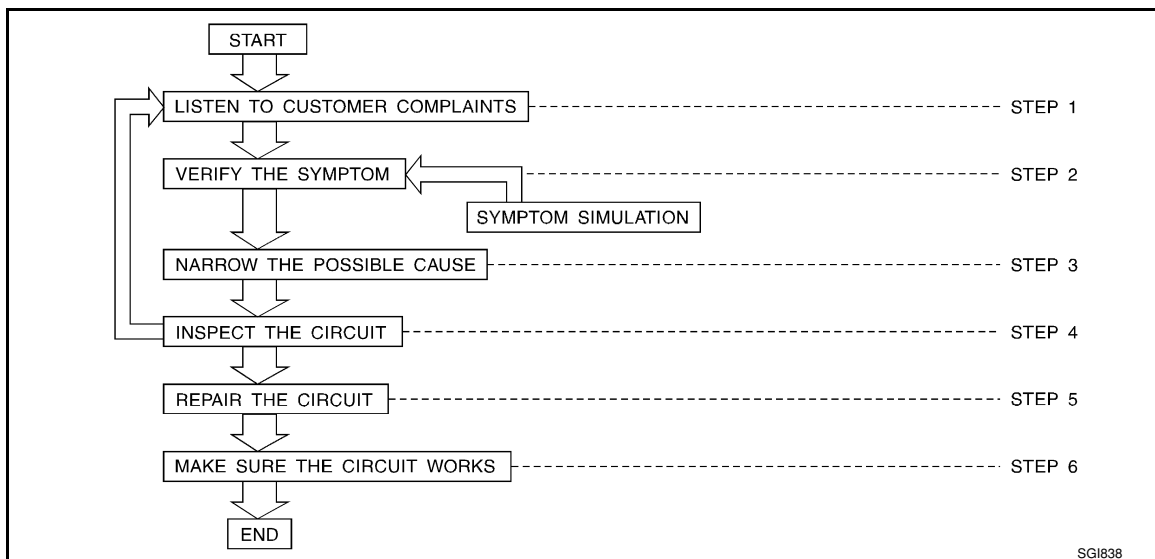 START
LISTEN TO CUSTOMER COMPLAINTS STEP 1
VERIFY THE SYMPTOM STEP 2
SYMPTOM SIMULATION
NARROW THE POSSIBLE CAUSE STEP 3
INSPECT THE CIRCUIT STEP 4
REPAIR THE CIRCUIT STEP 5
MAKE SURE THE CIRCUIT WORKS STEP 6
END
SGI838